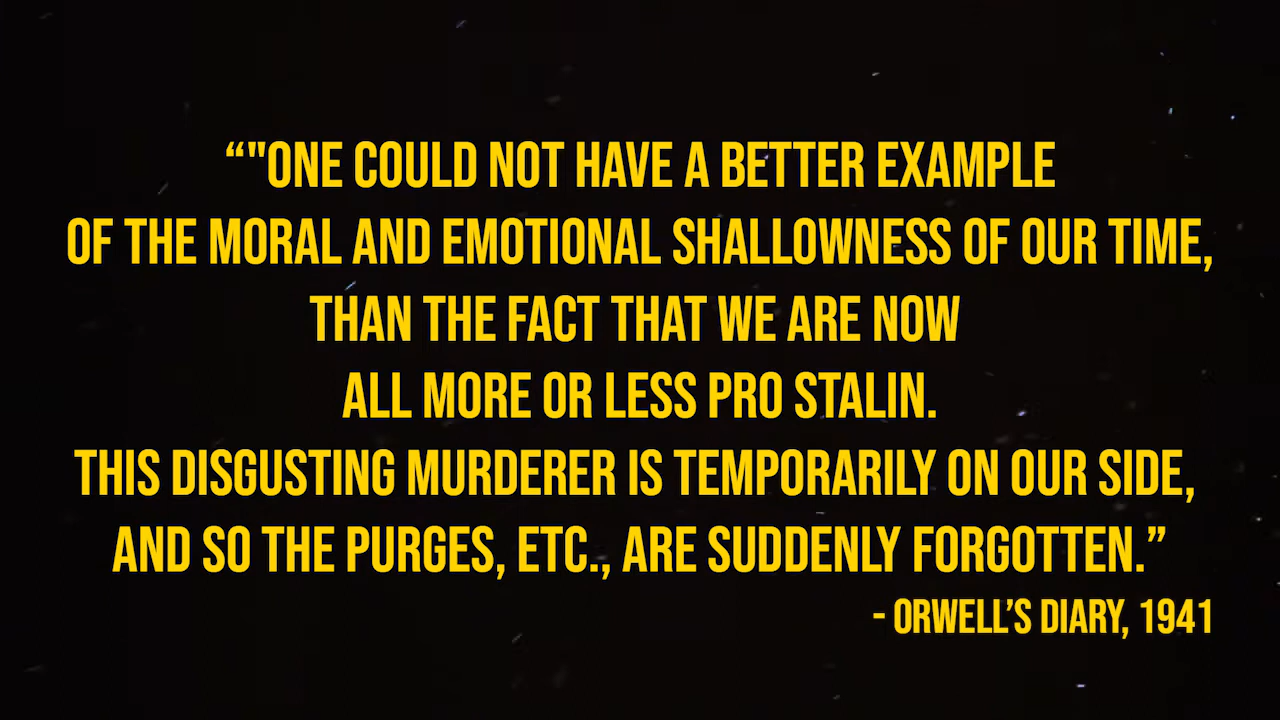 “"ONE COULD NOT HAVE A BETTER EXAMPLE
OF THE MORAL AND EMOTIONAL SHALLOWNESS OF OUR TIME,
THAN THE FACT THAT WE ARE NOW
ALL MORE OR LESS PRO STALIN.
THIS DISGUSTING MURDERER IS TEMPORARILY ON OUR SIDE,
AND SO THE PURGES, ETC., ARE SUDDENLY FORGOTTEN.”
- ORWELL’S DIARY, 1941